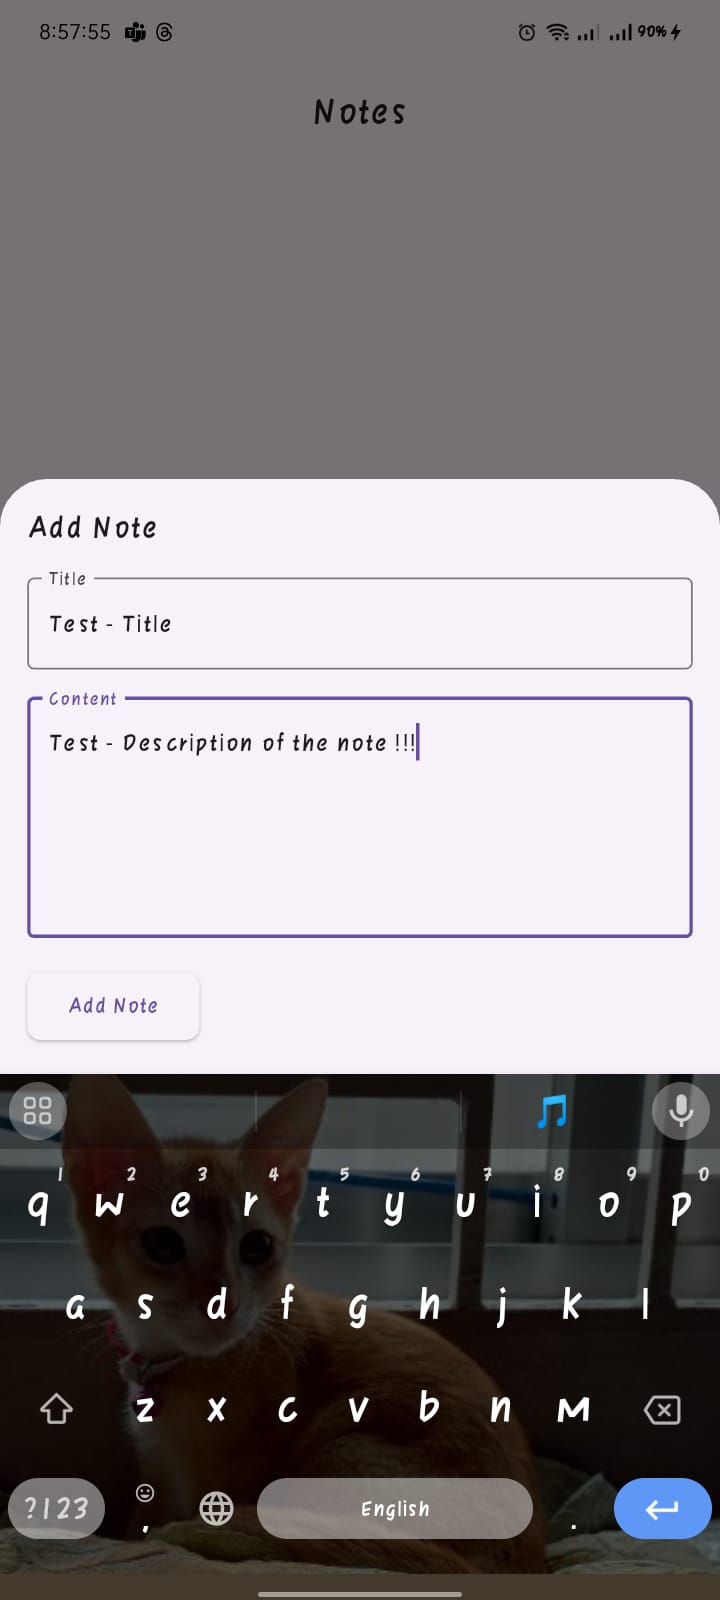 8:57:55 90%
Notes
Add Note
Title
Test - Title
Content
Test - Description of the note !!!
Add Note
1 2 3 4 5 6 7 8 9 0
q w e r t y u i o p
a s d f g h j k l
z x c v b n m
?123 , English .